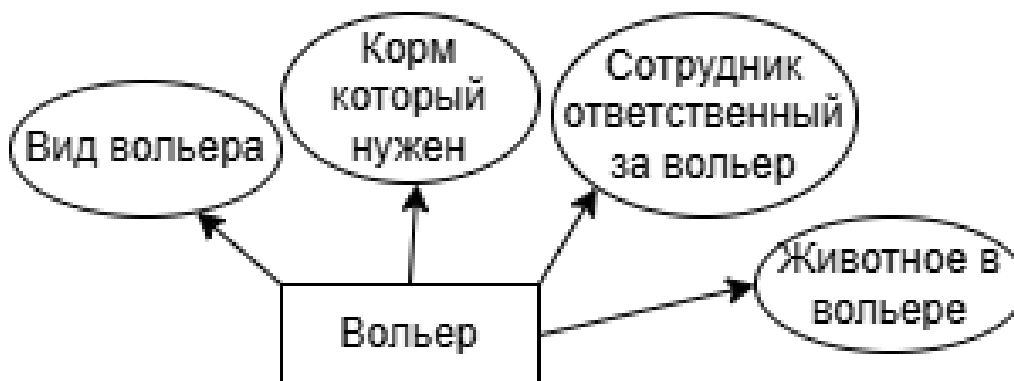 Вид вольера
Корм
который
нужен
Сотрудник
ответственный
за вольер
Животное в
вольере
Вольер